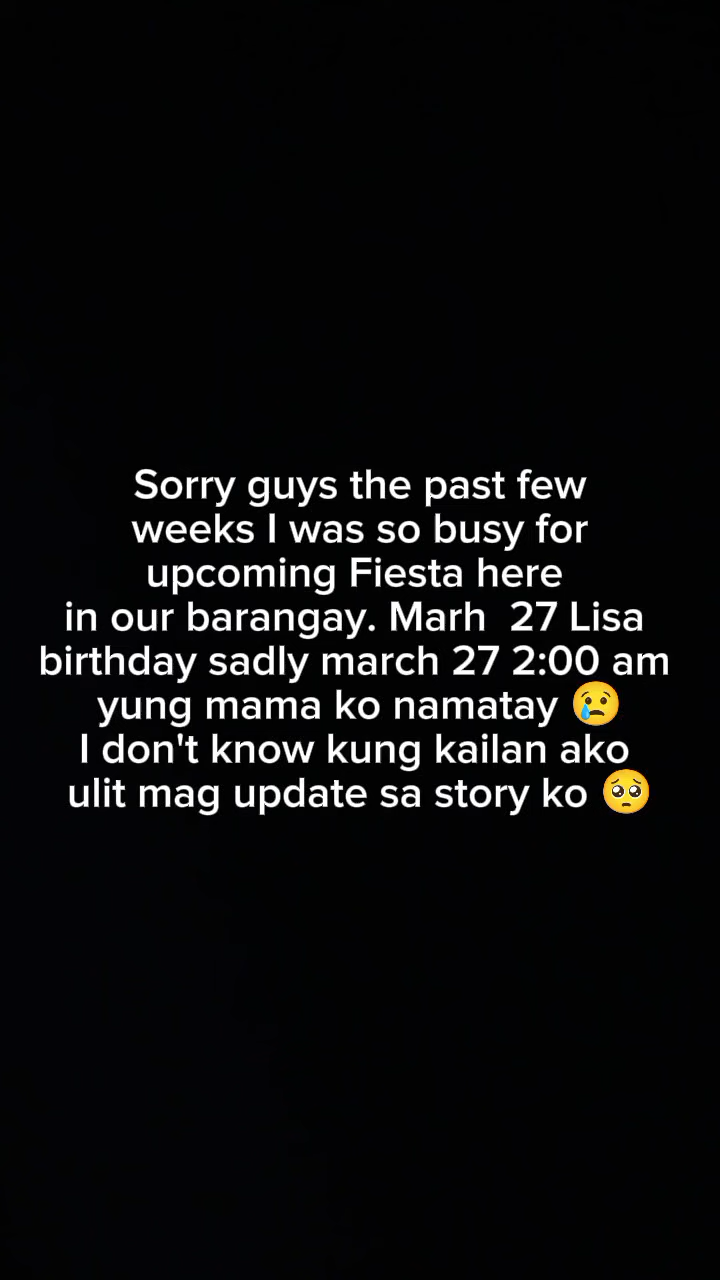 Sorry guys the past few
weeks I was so busy for
upcoming Fiesta here
in our barangay. Marh  27 Lisa
birthday sadly march 27 2:00 am
yung mama ko namatay 😢
I don't know kung kailan ako
ulit mag update sa story ko 🥺